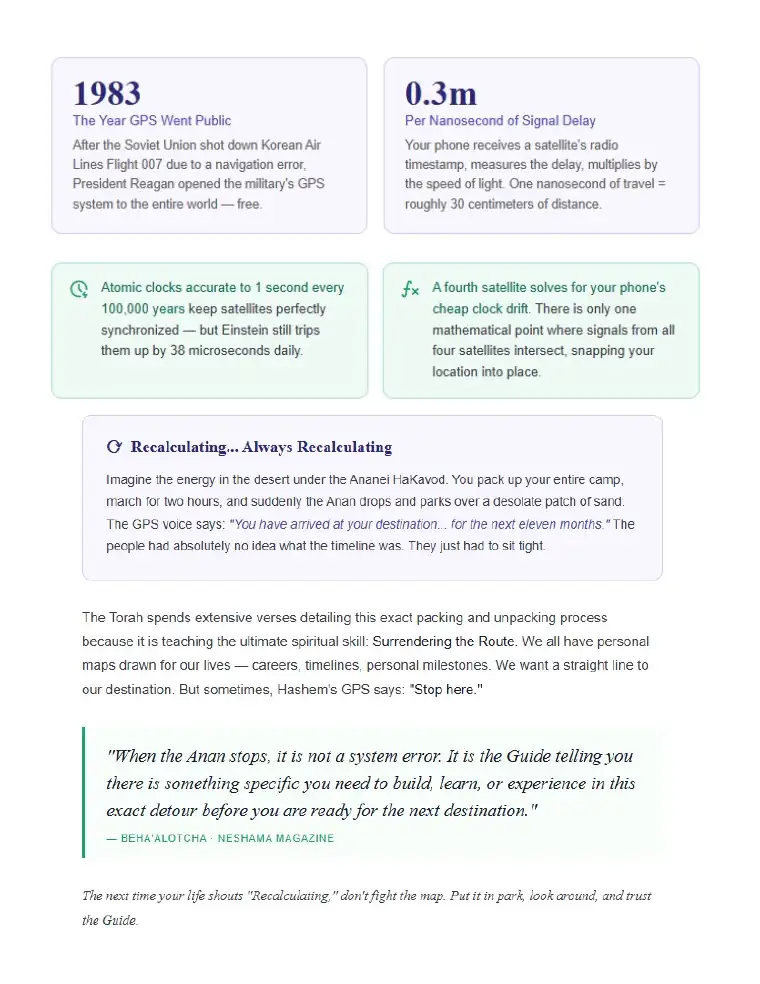 1983
The Year GPS Went Public
After the Soviet Union shot down Korean Air
Lines Flight 007 due to a navigation error,
President Reagan opened the military's GPS
system to the entire world — free.
0.3m
Per Nanosecond of Signal Delay
Your phone receives a satellite's radio
timestamp, measures the delay, multiplies by
the speed of light. One nanosecond of travel =
roughly 30 centimeters of distance.
Atomic clocks accurate to 1 second every
100,000 years keep satellites perfectly
synchronized — but Einstein still trips
them up by 38 microseconds daily.
A fourth satellite solves for your phone's
cheap clock drift. There is only one
mathematical point where signals from all
four satellites intersect, snapping your
location into place.
Recalculating... Always Recalculating
Imagine the energy in the desert under the Ananei HaKavod. You pack up your entire camp,
march for two hours, and suddenly the Anan drops and parks over a desolate patch of sand.
The GPS voice says: "You have arrived at your destination... for the next eleven months." The
people had absolutely no idea what the timeline was. They just had to sit tight.
The Torah spends extensive verses detailing this exact packing and unpacking process
because it is teaching the ultimate spiritual skill: Surrendering the Route. We all have personal
maps drawn for our lives — careers, timelines, personal milestones. We want a straight line to
our destination. But sometimes, Hashem's GPS says: "Stop here."
"When the Anan stops, it is not a system error. It is the Guide telling you
there is something specific you need to build, learn, or experience in this
exact detour before you are ready for the next destination."
— BEHA'ALOTCHA · NESHAMA MAGAZINE
The next time your life shouts "Recalculating," don't fight the map. Put it in park, look around, and trust
the Guide.